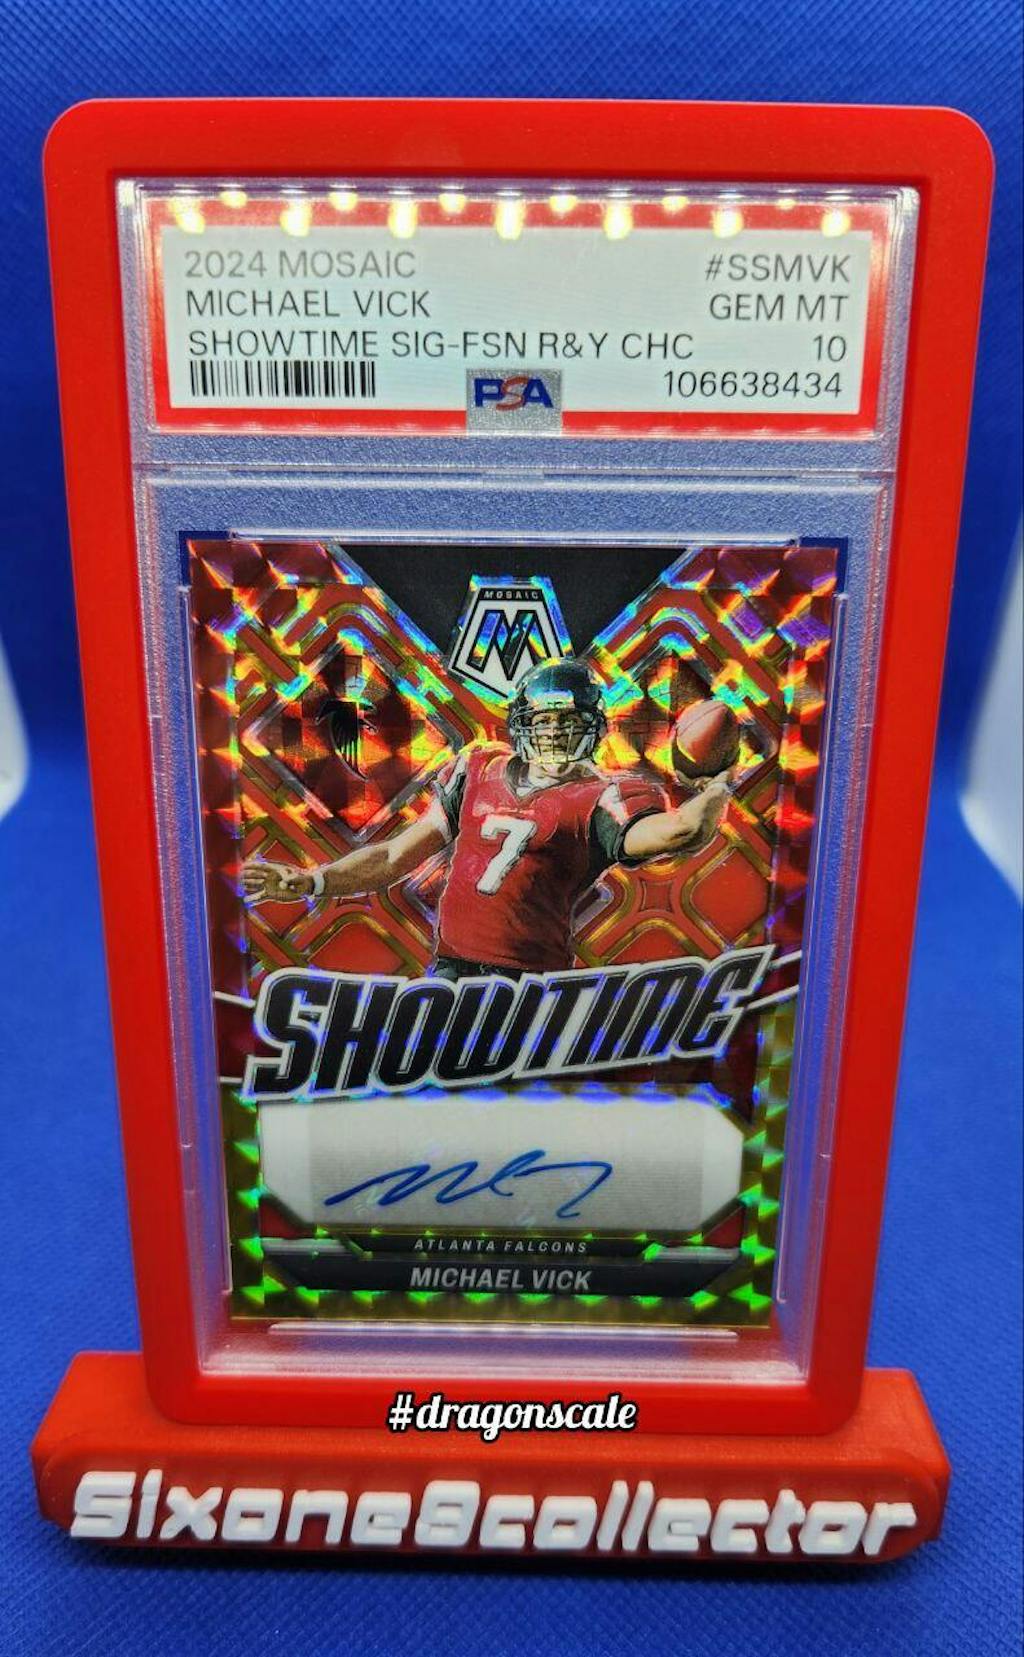 2024 MOSAIC #SSMVK
MICHAEL VICK GEM MT
SHOWTIME SIG-FSN R&Y CHC 10
PSA 106638434
MOSAIC
M
7
SHOWTIME
ATLANTA FALCONS
MICHAEL VICK
#dragonscale
Sixone8collector